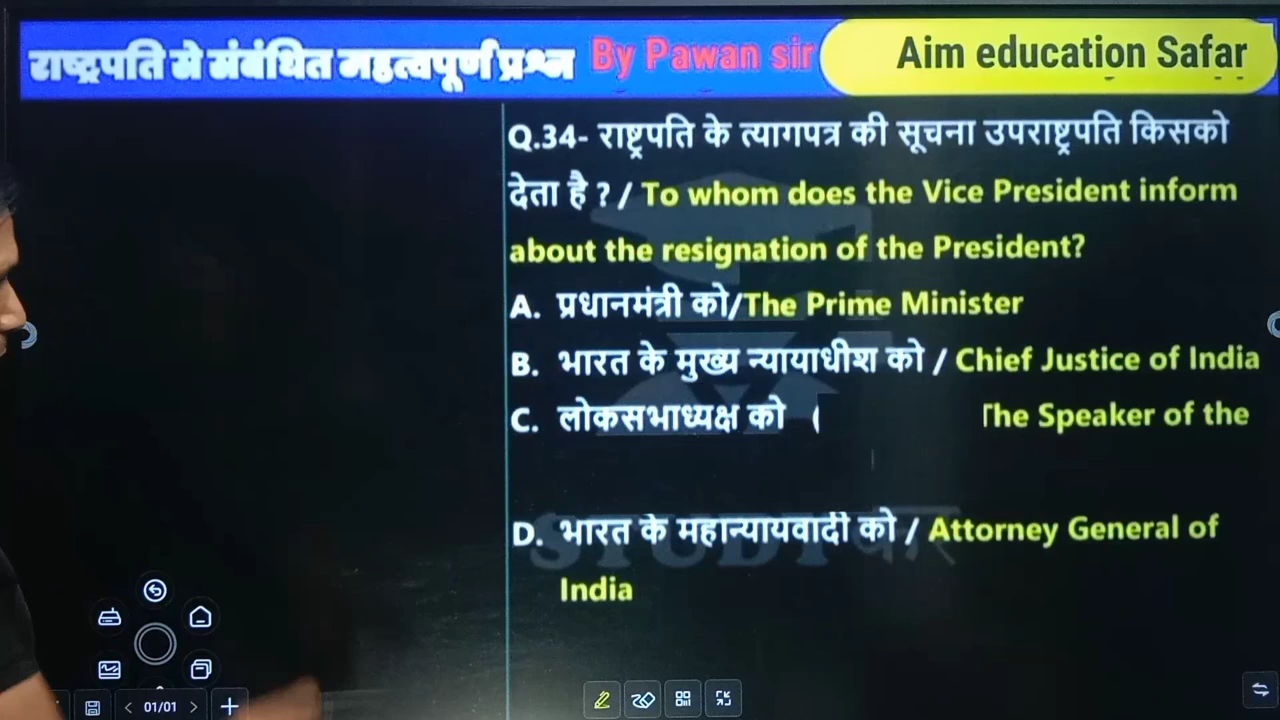 राष्ट्रपति से संबंधित महत्वपूर्ण प्रश्न By Pawan sir Aim education Safar
Q.34- राष्ट्रपति के त्यागपत्र की सूचना उपराष्ट्रपति किसको
देता है ? / To whom does the Vice President inform
about the resignation of the President?
A. प्रधानमंत्री को/The Prime Minister
B. भारत के मुख्य न्यायाधीश को / Chief Justice of India
C. लोकसभाध्यक्ष को ( The Speaker of the
D. भारत के महान्यायवादी को / Attorney General of
India
STUDY
01/01